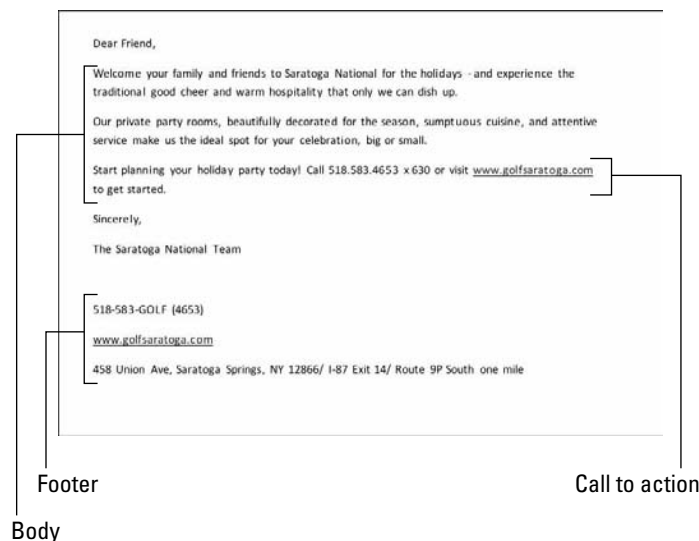 Dear Friend,
Welcome your family and friends to Saratoga National for the holidays - and experience the
traditional good cheer and warm hospitality that only we can dish up.
Our private party rooms, beautifully decorated for the season, sumptuous cuisine, and attentive
service make us the ideal spot for your celebration, big or small.
Start planning your holiday party today! Call 518.583.4653 x 630 or visit www.golfsaratoga.com
to get started.
Sincerely,
The Saratoga National Team
518-583-GOLF (4653)
www.golfsaratoga.com
458 Union Ave, Saratoga Springs, NY 12866/ I-87 Exit 14/ Route 9P South one mile
Footer
Call to action
Body